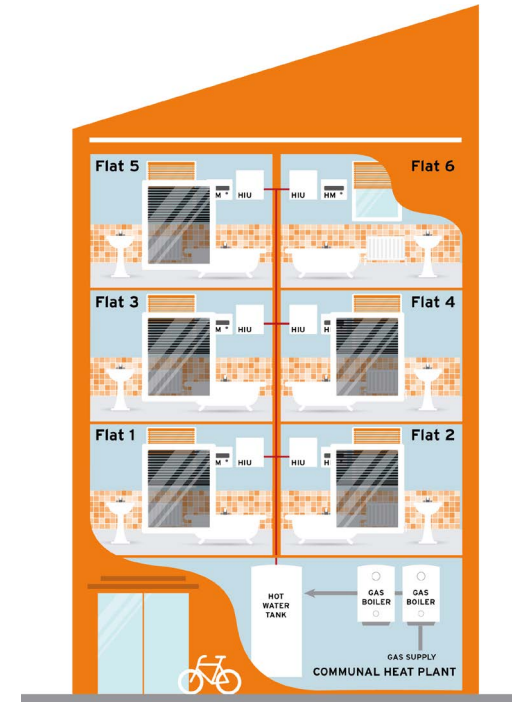 Flat 5
Flat 6
M HIU
HIU HM
Flat 3
Flat 4
M HIU
HIU H
Flat 1
Flat 2
M HIU
HIU H
HOT
WATER
TANK
GAS
BOILER
GAS
BOILER
GAS SUPPLY
COMMUNAL HEAT PLANT